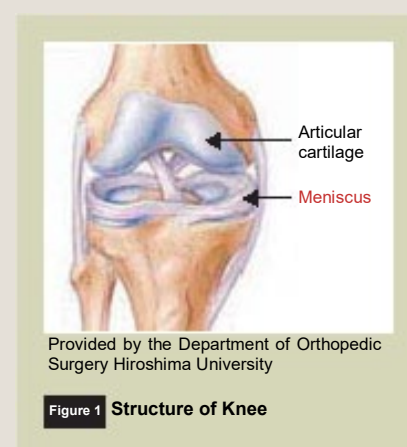 Articular
cartilage
Meniscus
Provided by the Department of Orthopedic
Surgery Hiroshima University
Figure 1 Structure of Knee